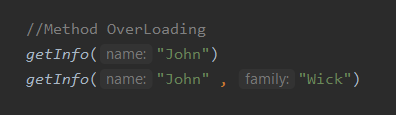 //Method OverLoading
getInfo( name: "John")
getInfo( name: "John" , family: "Wick")